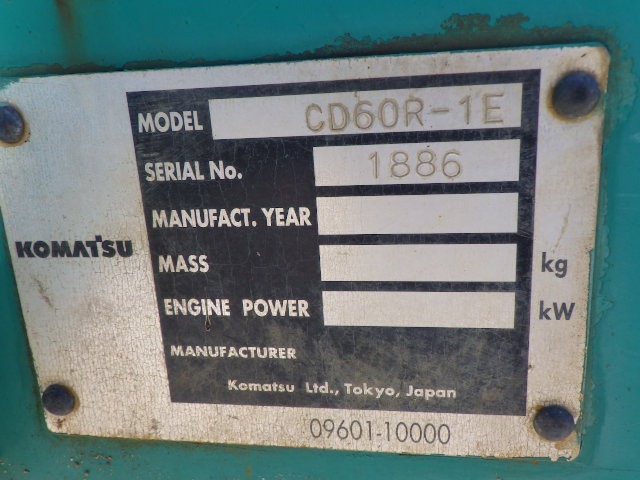 MODEL CD60R-1E
SERIAL No. 1886
MANUFACT. YEAR
KOMATSU
MASS kg
ENGINE POWER kW
MANUFACTURER
Komatsu Ltd., Tokyo, Japan
09601-10000